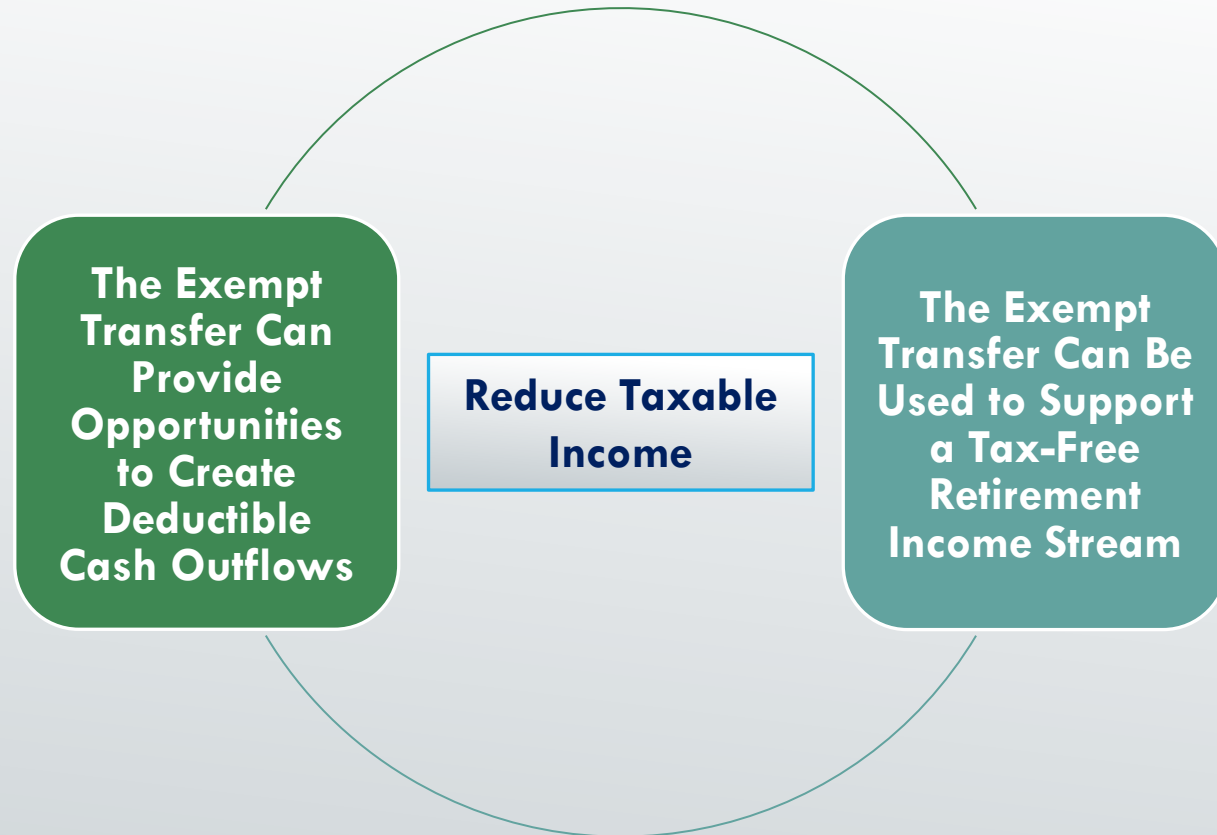 The Exempt
Transfer Can
Provide
Opportunities
to Create
Deductible
Cash Outflows
Reduce Taxable
Income
The Exempt
Transfer Can Be
Used to Support
a Tax-Free
Retirement
Income Stream